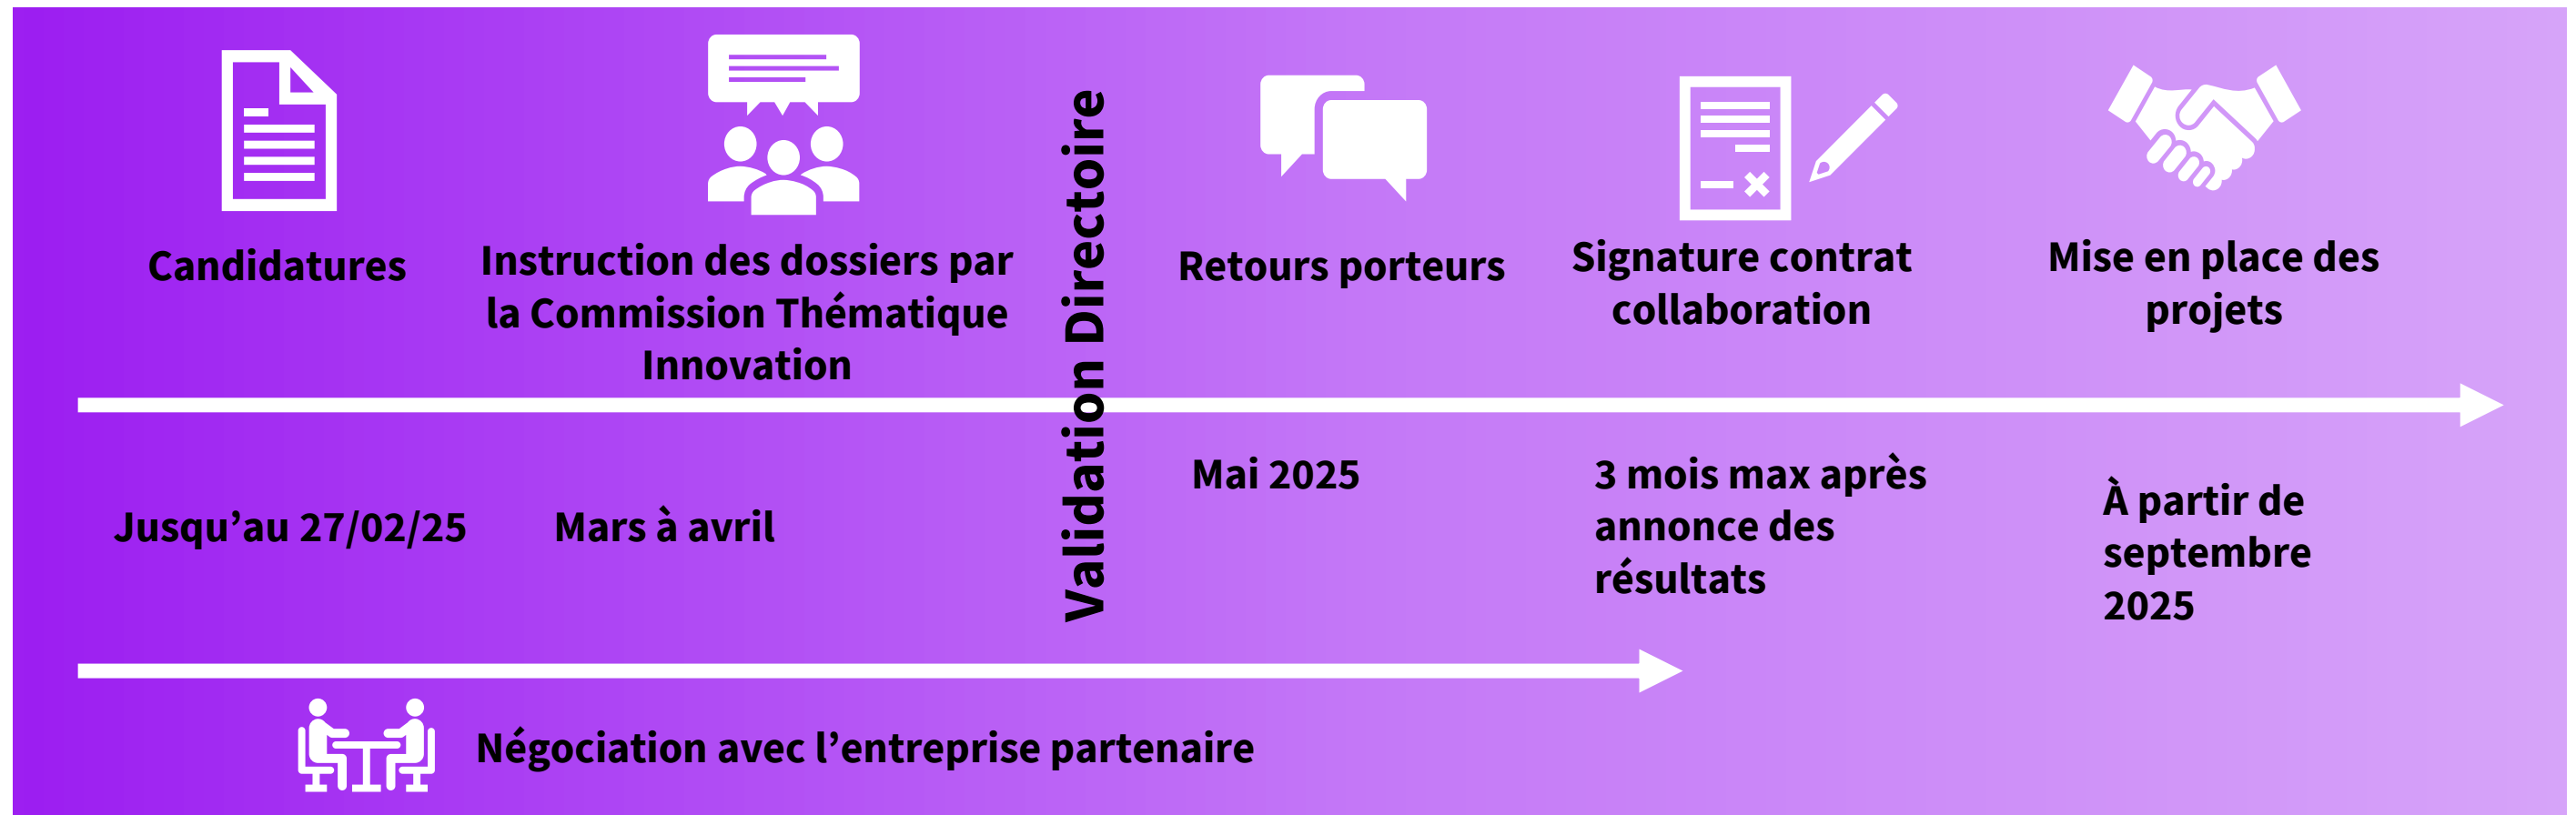 Candidatures
Instruction des dossiers par
la Commission Thématique
Innovation
Validation Directoire
Retours porteurs
Signature contrat
collaboration
Mise en place des
projets
Jusqu’au 27/02/25
Mars à avril
Mai 2025
3 mois max après
annonce des
résultats
À partir de
septembre
2025
Négociation avec l’entreprise partenaire